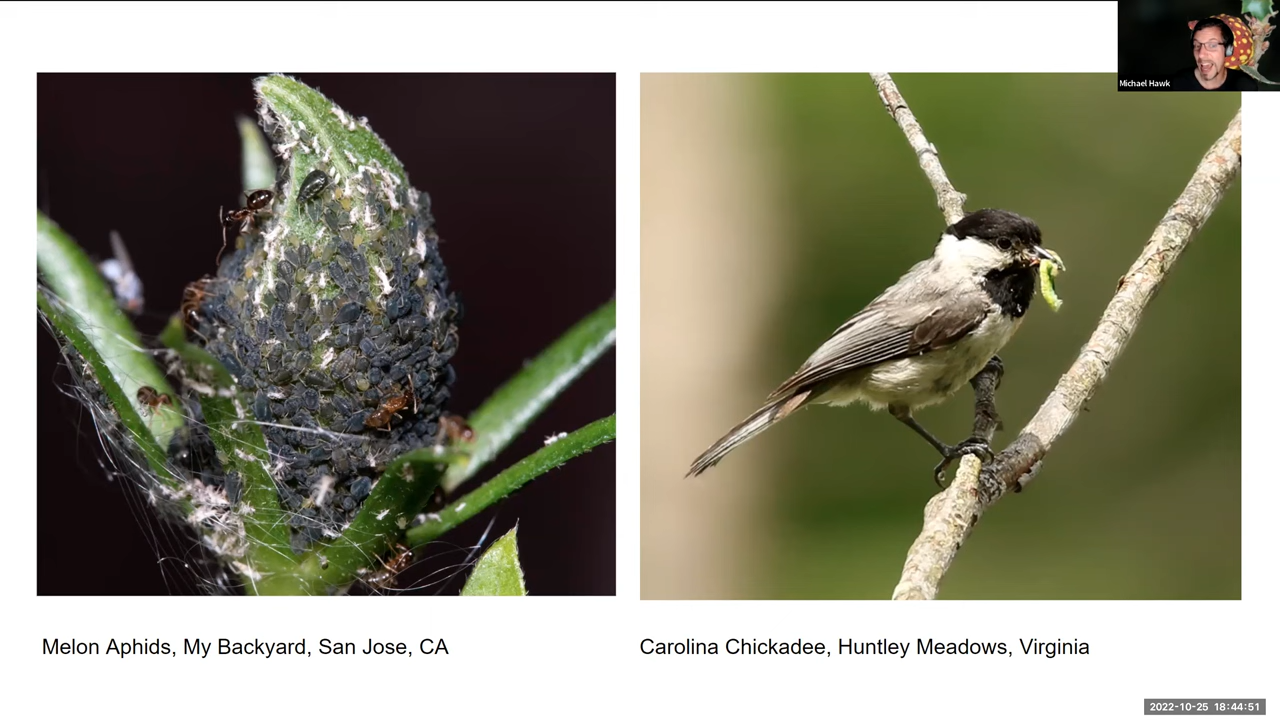 Michael Hawk
Melon Aphids, My Backyard, San Jose, CA
Carolina Chickadee, Huntley Meadows, Virginia
2022-10-25 18:44:51